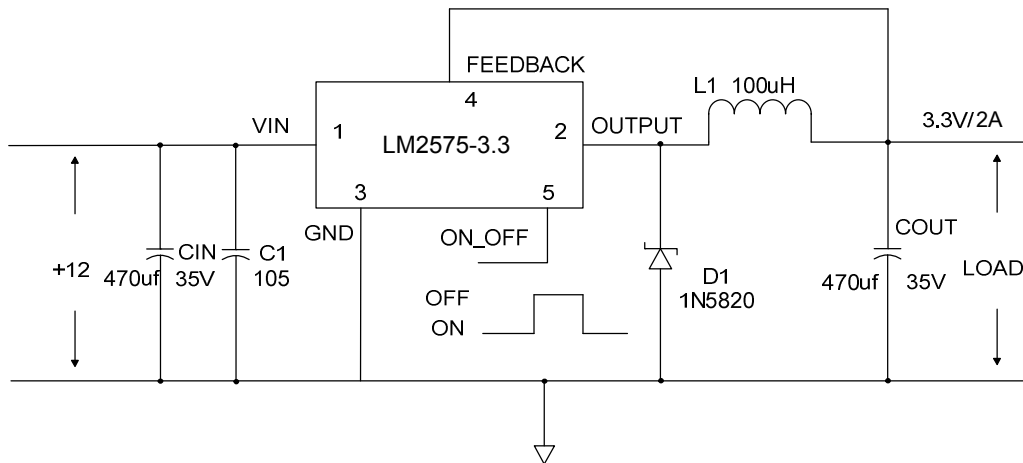 FEEDBACK
L1 100uH
4
VIN
1
LM2575-3.3
2
OUTPUT
3.3V/2A
3
5
GND
ON_OFF
COUT
+12
CIN
470uf 35V
C1
105
D1
1N5820
470uf 35V
LOAD
OFF
ON